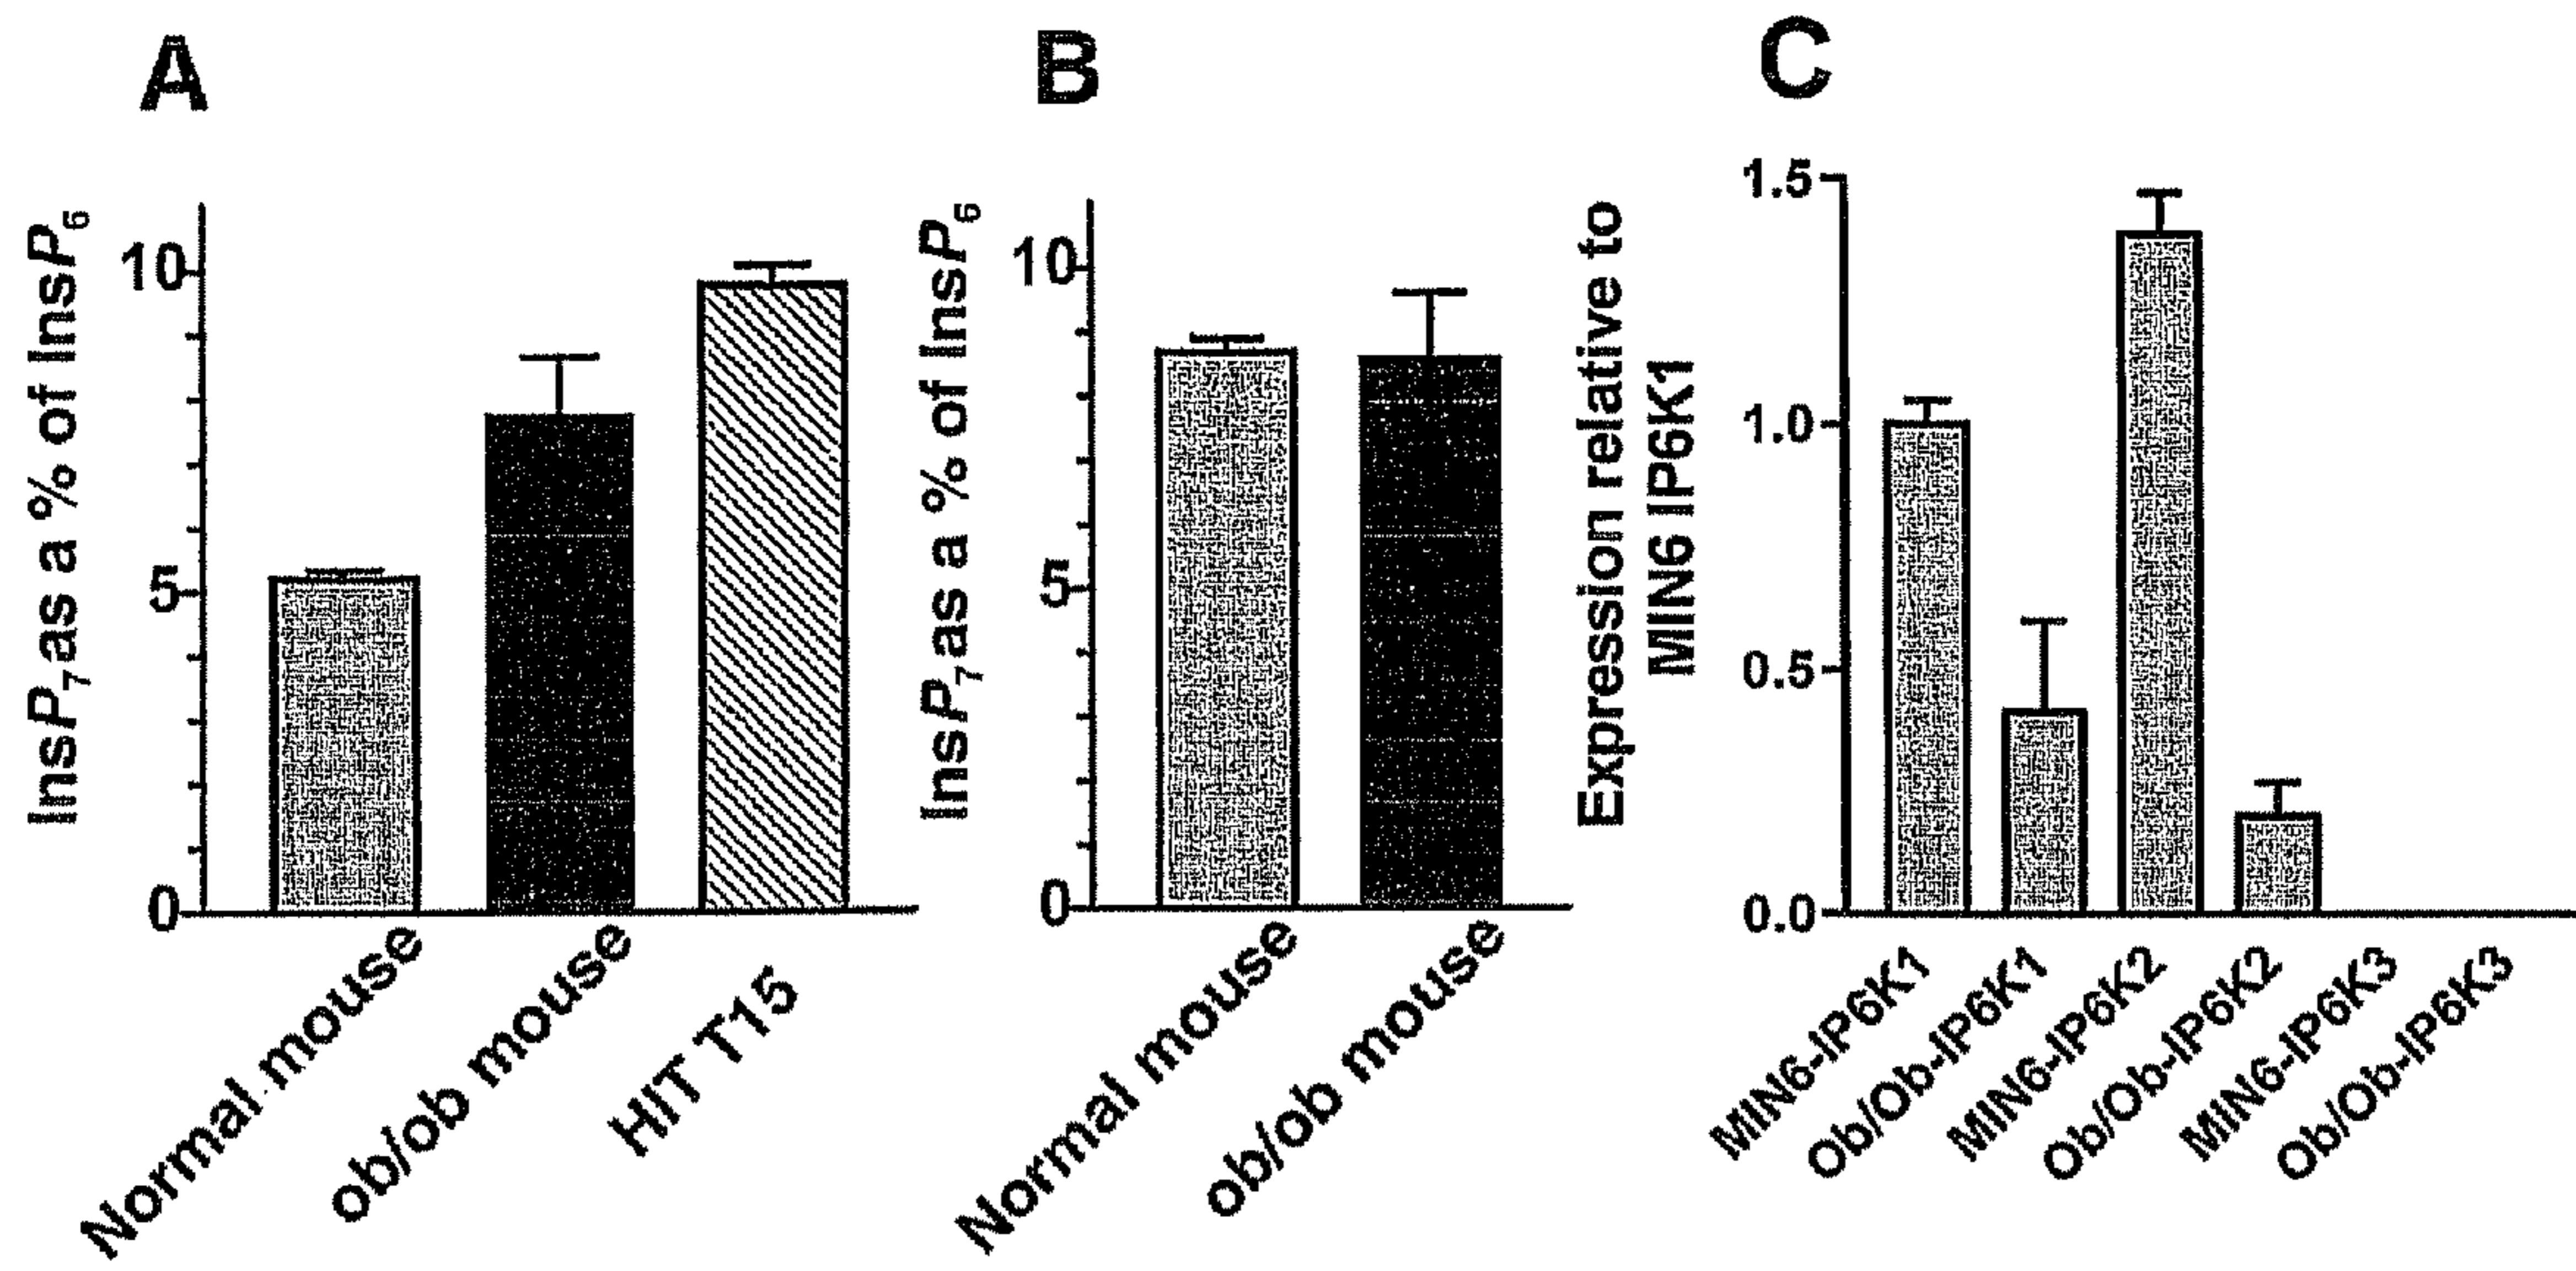 A
InsP7 as a % of InsP6
10
5
0
Normal mouse
ob/ob mouse
HIT T15
B
InsP7 as a % of InsP6
10
5
0
Normal mouse
ob/ob mouse
C
Expression relative to
MIN6 IP6K1
1.5
1.0
0.5
0.0
MIN6-IP6K1
Ob/Ob-IP6K1
MIN6-IP6K2
Ob/Ob-IP6K2
MIN6-IP6K3
Ob/Ob-IP6K3